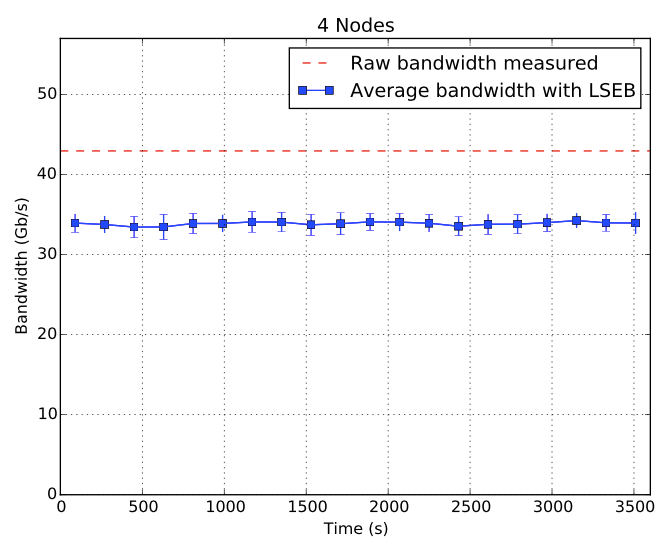 4 Nodes
Raw bandwidth measured
Average bandwidth with LSEB
Bandwidth (Gb/s)
50
40
30
20
10
0
0 500 1000 1500 2000 2500 3000 3500
Time (s)